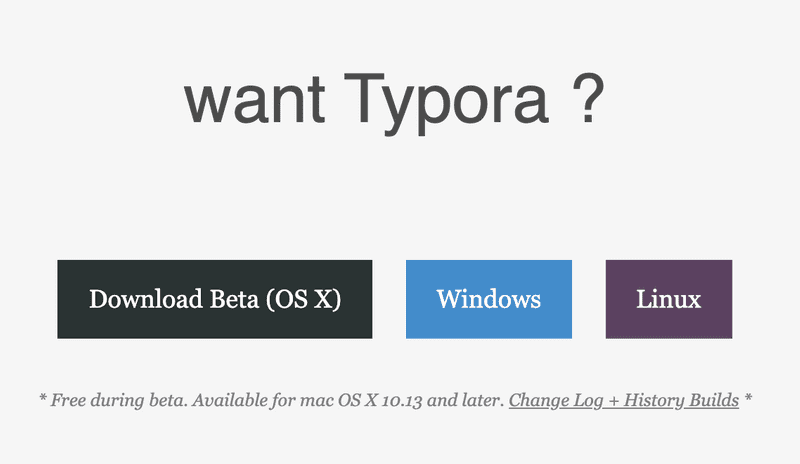 want Typora ?
Download Beta (OS X) Windows Linux
* Free during beta. Available for mac OS X 10.13 and later. Change Log + History Builds *